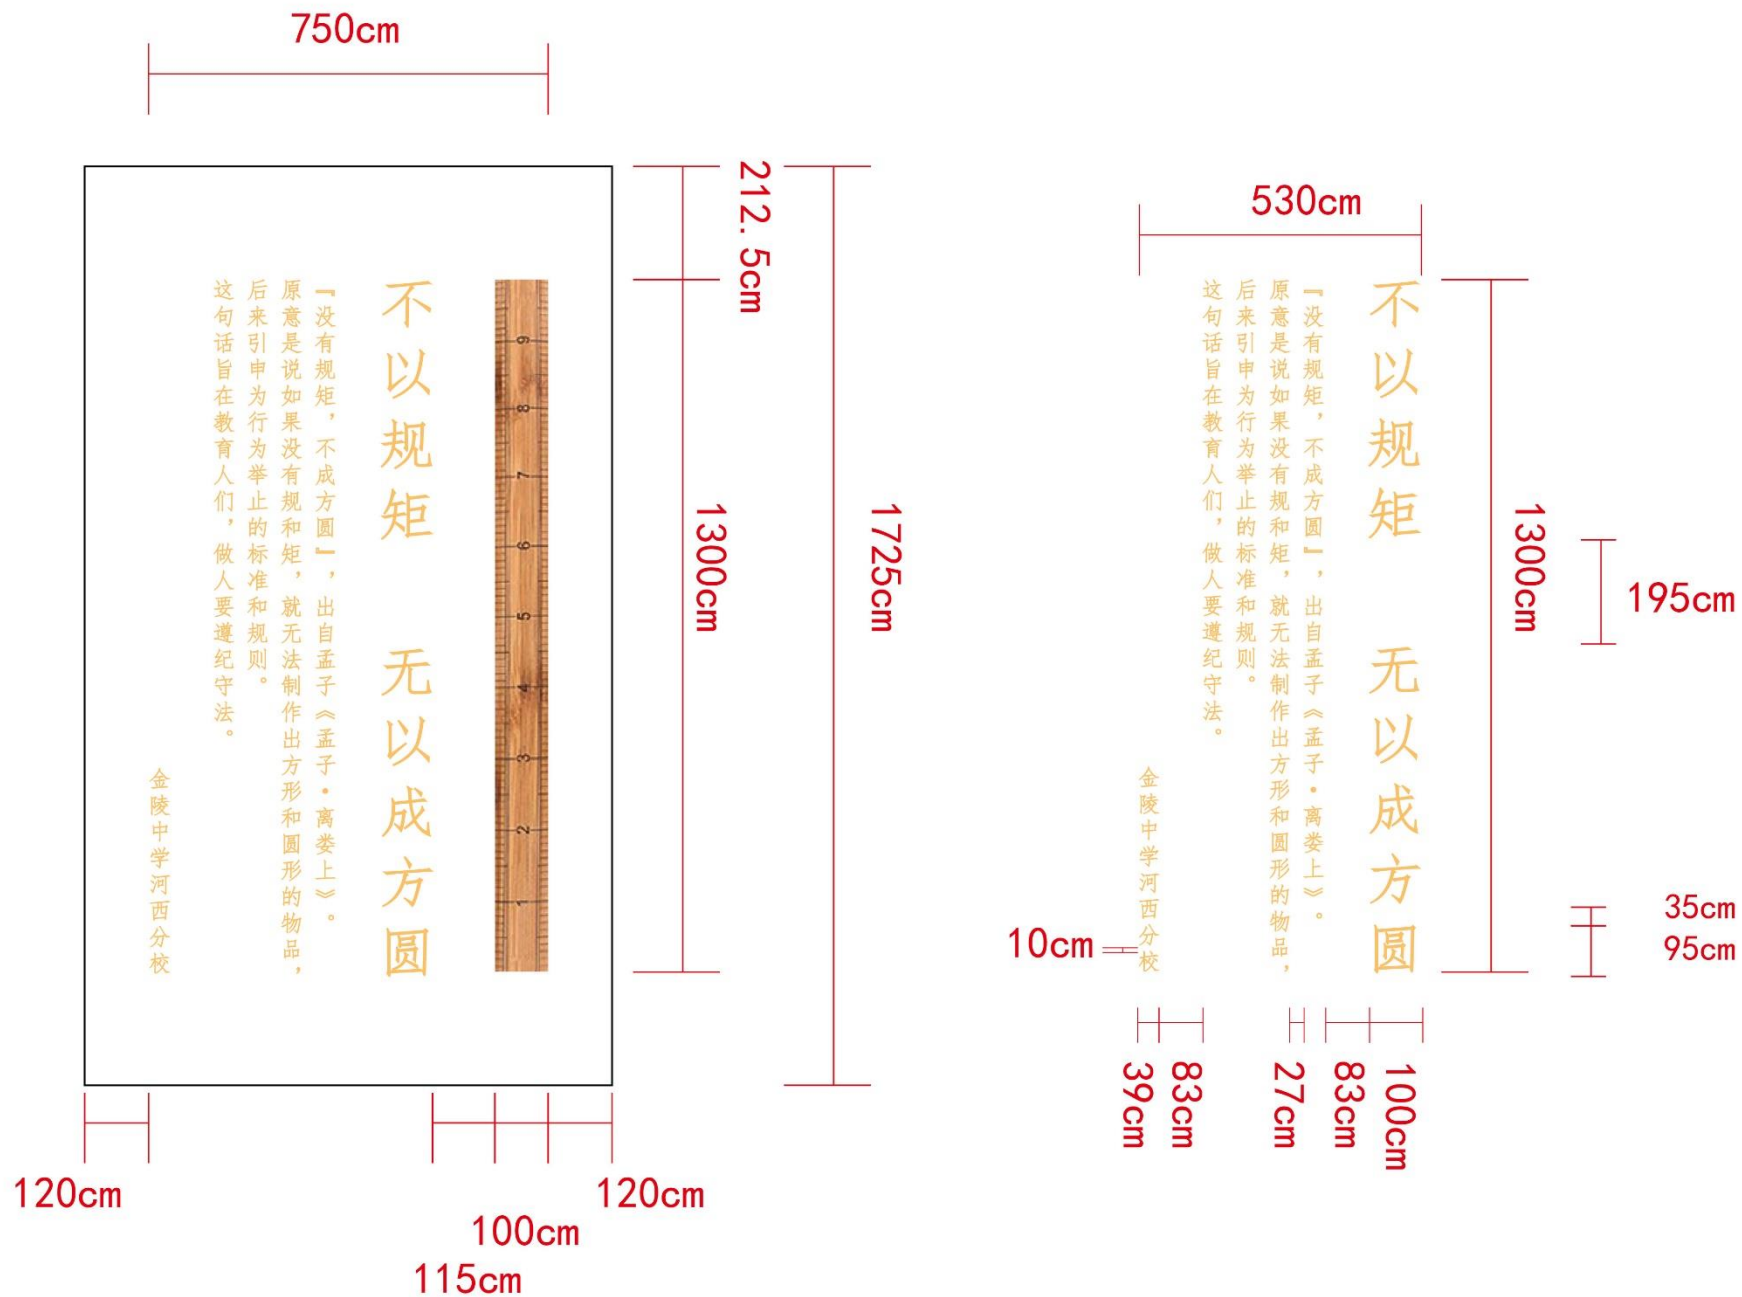 750cm
212.5cm
1300cm
1725cm
9
8
7
6
5
4
3
2
1
不以规矩 无以成方圆
『没有规矩，不成方圆』，出自孟子《孟子·离娄上》。
原意是说如果没有规和矩，就无法制作出方形和圆形的物品，
后来引申为行为举止的标准和规则。
这句话旨在教育人们，做人要遵纪守法。
金陵中学河西分校
120cm
115cm
100cm
120cm
530cm
不以规矩 无以成方圆
『没有规矩，不成方圆』，出自孟子《孟子·离娄上》。
原意是说如果没有规和矩，就无法制作出方形和圆形的物品，
后来引申为行为举止的标准和规则。
这句话旨在教育人们，做人要遵纪守法。
金陵中学河西分校
1300cm
195cm
35cm
95cm
10cm
39cm
83cm
27cm
83cm
100cm